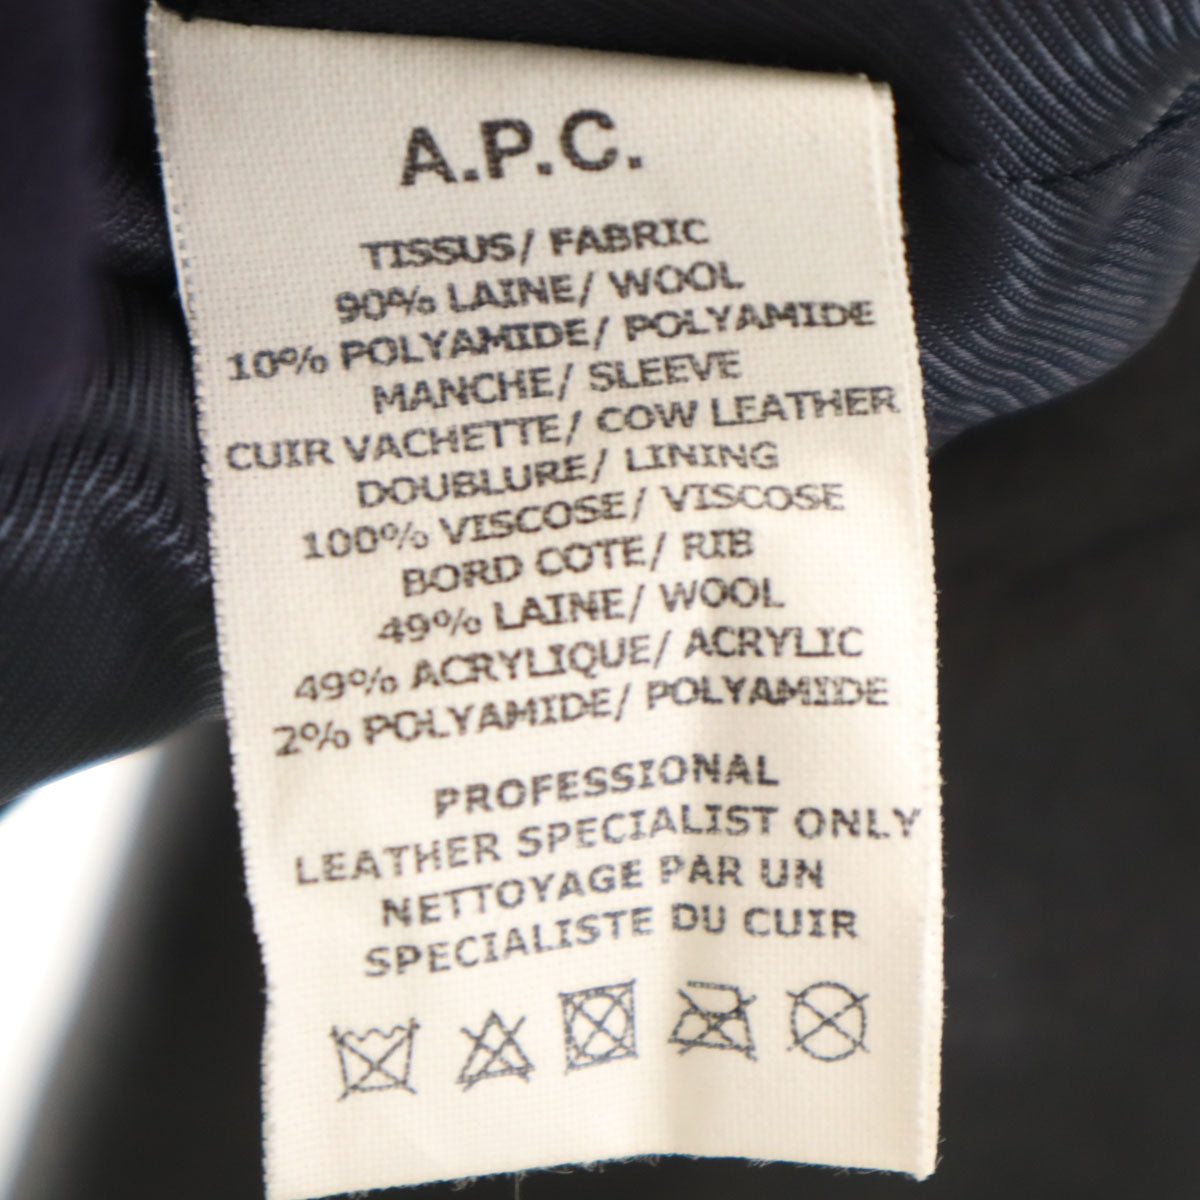 A.P.C.
TISSUS/ FABRIC
90% LAINE/ WOOL
10% POLYAMIDE/ POLYAMIDE
MANCHE/ SLEEVE
CUIR VACHETTE/ COW LEATHER
DOUBLURE/ LINING
100% VISCOSE/ VISCOSE
BORD COTE/ RIB
49% LAINE/ WOOL
49% ACRYLIQUE/ ACRYLIC
2% POLYAMIDE/ POLYAMIDE
PROFESSIONAL
LEATHER SPECIALIST ONLY
NETTOYAGE PAR UN
SPECIALISTE DU CUIR